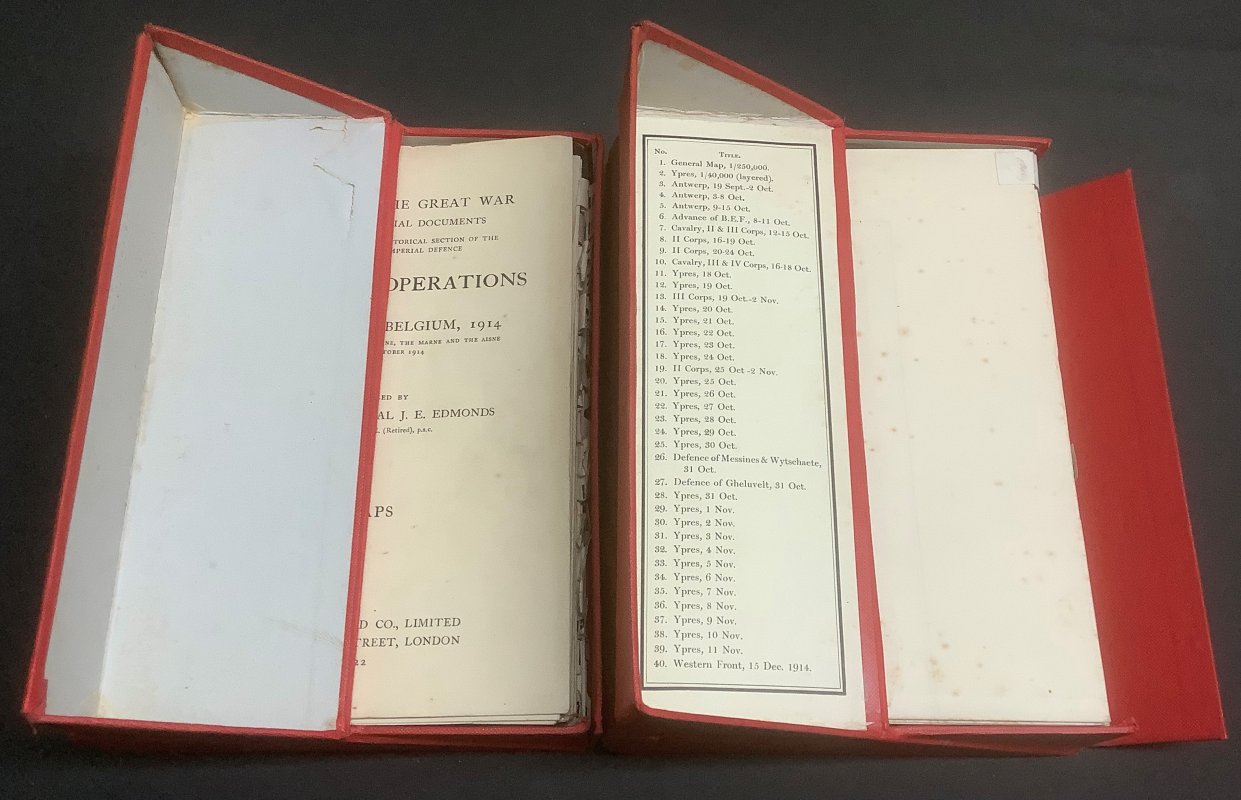 HE GREAT WAR
IAL DOCUMENTS
TORICAL SECTION OF THE
MPERIAL DEFENCE
OPERATIONS
BELGIUM, 1914
NE, THE MARNE AND THE AISNE
TOBER 1914
ED BY
AL J. E. EDMONDS
(Retired), p.s.c.
APS
D CO., LIMITED
TREET, LONDON
22
No. TITLE.
1. General Map, 1/250,000.
2. Ypres, 1/40,000 (layered).
3. Antwerp, 19 Sept.-2 Oct.
4. Antwerp, 3-8 Oct.
5. Antwerp, 9-15 Oct.
6. Advance of B.E.F., 8-11 Oct.
7. Cavalry, II & III Corps, 12-15 Oct.
8. II Corps, 16-19 Oct.
9. II Corps, 20-24 Oct.
10. Cavalry, III & IV Corps, 16-18 Oct.
11. Ypres, 18 Oct.
12. Ypres, 19 Oct.
13. III Corps, 19 Oct.-2 Nov.
14. Ypres, 20 Oct.
15. Ypres, 21 Oct.
16. Ypres, 22 Oct.
17. Ypres, 23 Oct.
18. Ypres, 24 Oct.
19. II Corps, 25 Oct -2 Nov.
20. Ypres, 25 Oct.
21. Ypres, 26 Oct.
22. Ypres, 27 Oct.
23. Ypres, 28 Oct.
24. Ypres, 29 Oct.
25. Ypres, 30 Oct.
26. Defence of Messines & Wytschaete,
31 Oct.
27. Defence of Gheluvelt, 31 Oct.
28. Ypres, 31 Oct.
29. Ypres, 1 Nov.
30. Ypres, 2 Nov.
31. Ypres, 3 Nov.
32. Ypres, 4 Nov.
33. Ypres, 5 Nov.
34. Ypres, 6 Nov.
35. Ypres, 7 Nov.
36. Ypres, 8 Nov.
37. Ypres, 9 Nov.
38. Ypres, 10 Nov.
39. Ypres, 11 Nov.
40. Western Front, 15 Dec. 1914.